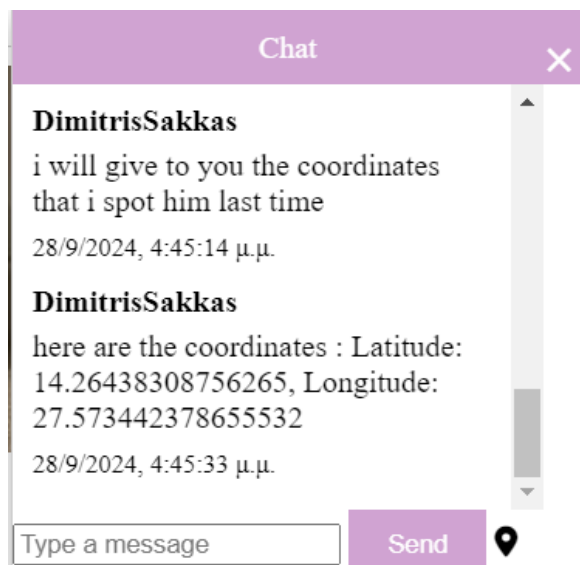 Chat
DimitrisSakkas
i will give to you the coordinates
that i spot him last time
28/9/2024, 4:45:14 μ.μ.
DimitrisSakkas
here are the coordinates : Latitude:
14.26438308756265, Longitude:
27.573442378655532
28/9/2024, 4:45:33 μ.μ.
Type a message
Send